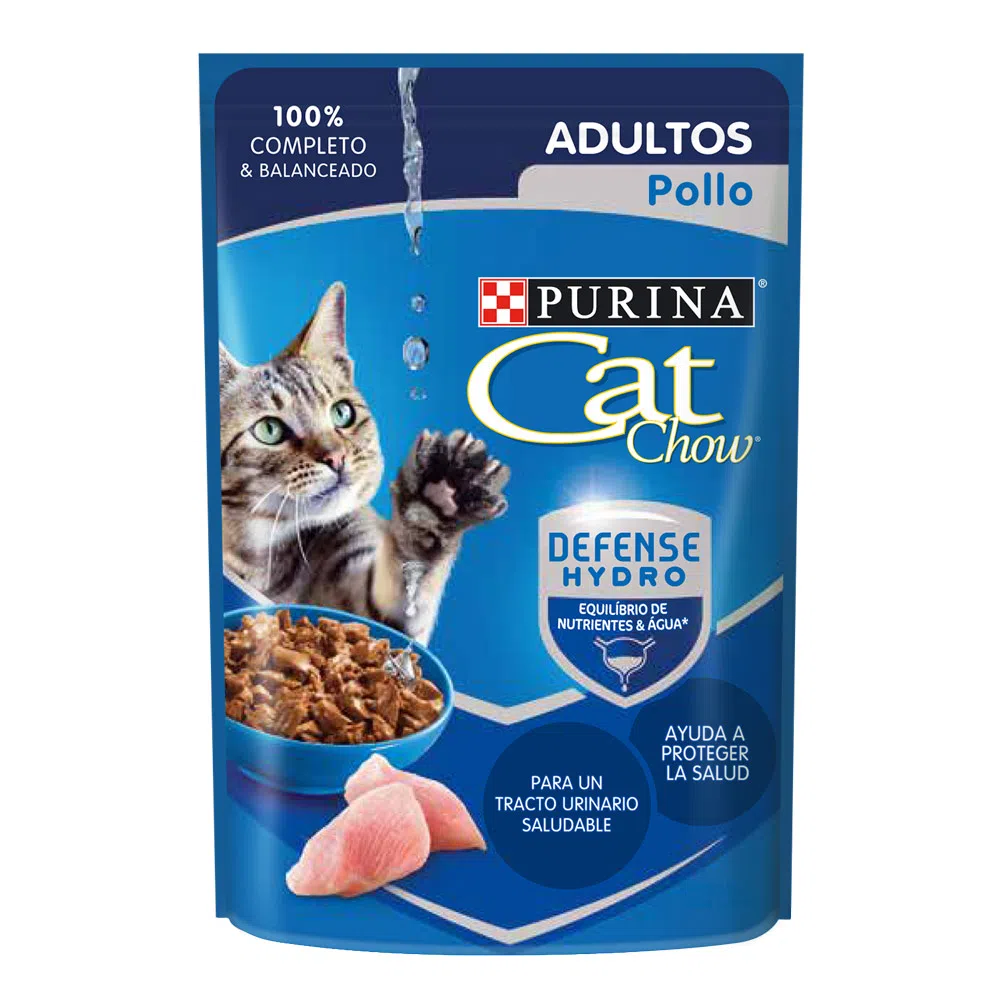 100%
COMPLETO
& BALANCEADO
ADULTOS
Pollo
PURINA®
Cat
Chow®
DEFENSE
HYDRO
EQUILÍBRIO DE
NUTRIENTES & ÁGUA*
AYUDA A
PROTEGER
LA SALUD
PARA UN
TRACTO URINARIO
SALUDABLE